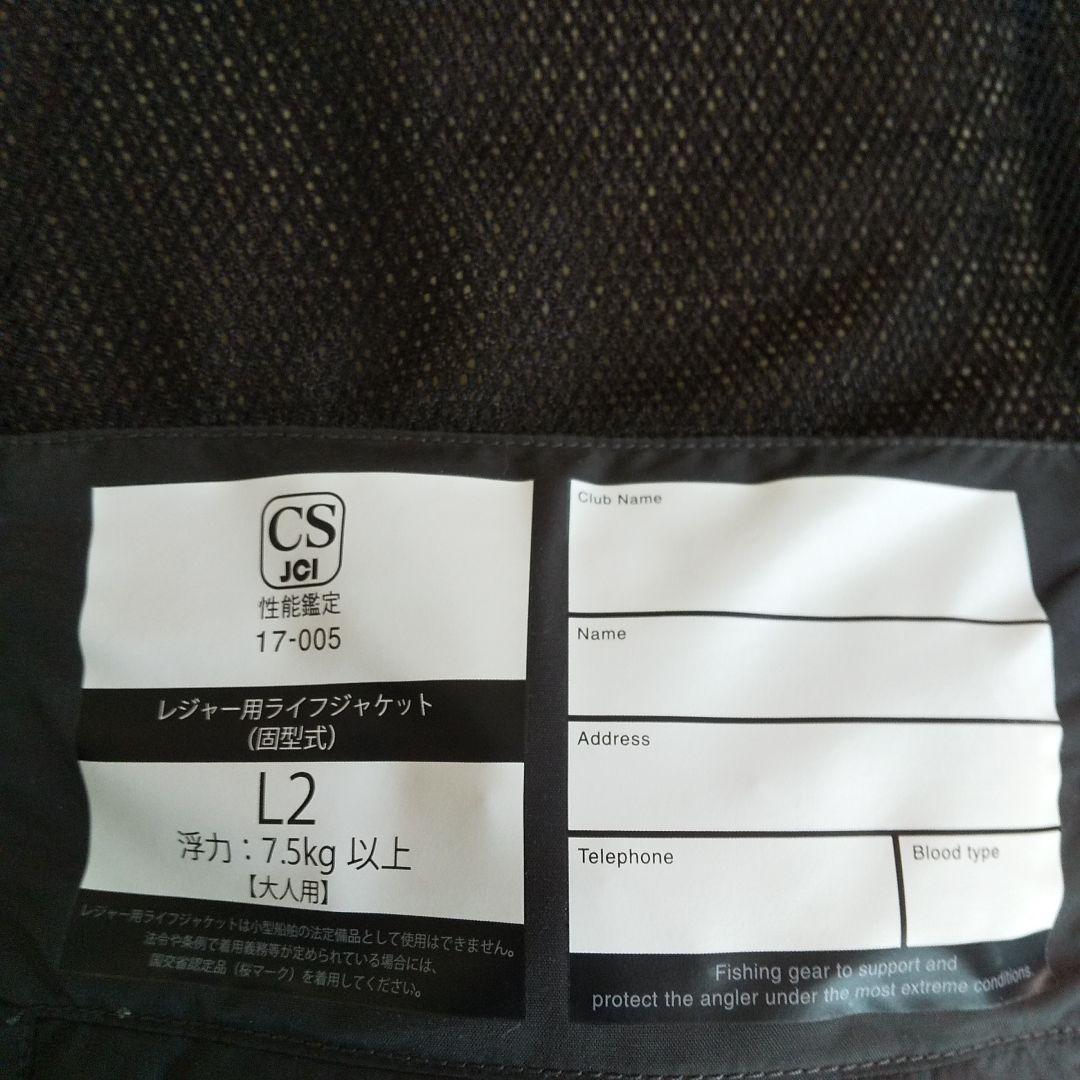 CS
JCI
性能鑑定
17-005
レジャー用ライフジャケット
(固型式)
L2
浮力：7.5kg 以上
【大人用】
レジャー用ライフジャケットは小型船舶の法定備品として使用はできません。
法令や条例で着用義務等が定められている場合には、
国交省認定品（桜マーク）を着用してください。
Club Name
Name
Address
Telephone
Blood type
Fishing gear to support and
protect the angler under the most extreme conditions.